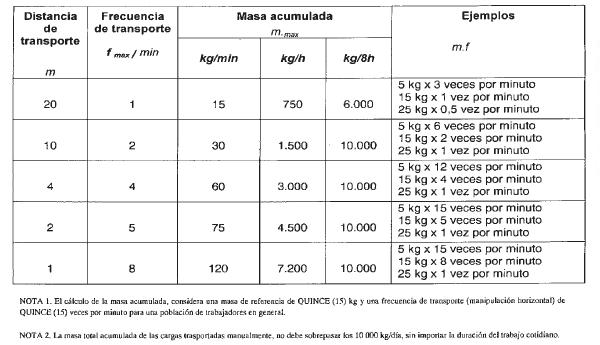 Distancia de transporte m | Frecuencia de transporte f max / min | Masa acumulada m. max | Ejemplos m.f
kg/min | kg/h | kg/8h
20 | 1 | 15 | 750 | 6.000 | 5 kg x 3 veces por minuto
15 kg x 1 vez por minuto
25 kg x 0,5 vez por minuto
10 | 2 | 30 | 1.500 | 10.000 | 5 kg x 6 veces por minuto
15 kg x 2 veces por minuto
25 kg x 1 vez por minuto
4 | 4 | 60 | 3.000 | 10.000 | 5 kg x 12 veces por minuto
15 kg x 4 veces por minuto
25 kg x 1 vez por minuto
2 | 5 | 75 | 4.500 | 10.000 | 5 kg x 15 veces por minuto
15 kg x 5 veces por minuto
25 kg x 1 vez por minuto
1 | 8 | 120 | 7.200 | 10.000 | 5 kg x 15 veces por minuto
15 kg x 8 veces por minuto
25 kg x 1 vez por minuto
NOTA 1. El cálculo de la masa acumulada, considera una masa de referencia de QUINCE (15) kg y una frecuencia de transporte (manipulación horizontal) de
QUINCE (15) veces por minuto para una población de trabajadores en general.
NOTA 2. La masa total acumulada de las cargas trasportadas manualmente, no debe sobrepasar los 10 000 kg/día, sin importar la duración del trabajo cotidiano.